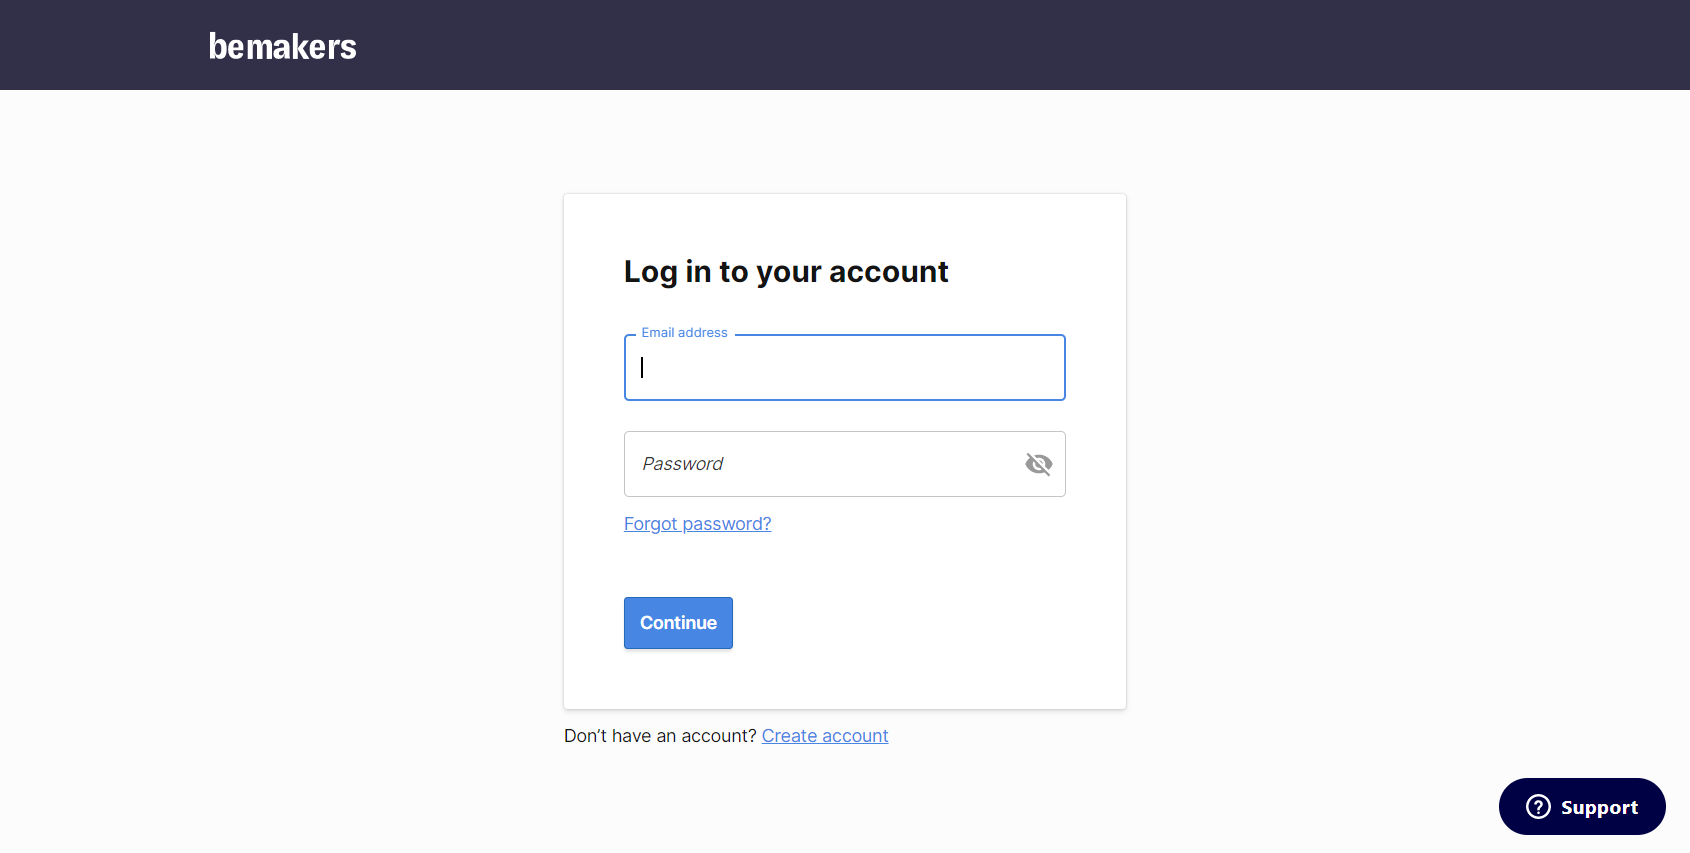 bemakers
Log in to your account
Email address
Password
Forgot password?
Continue
Don’t have an account? Create account
Support